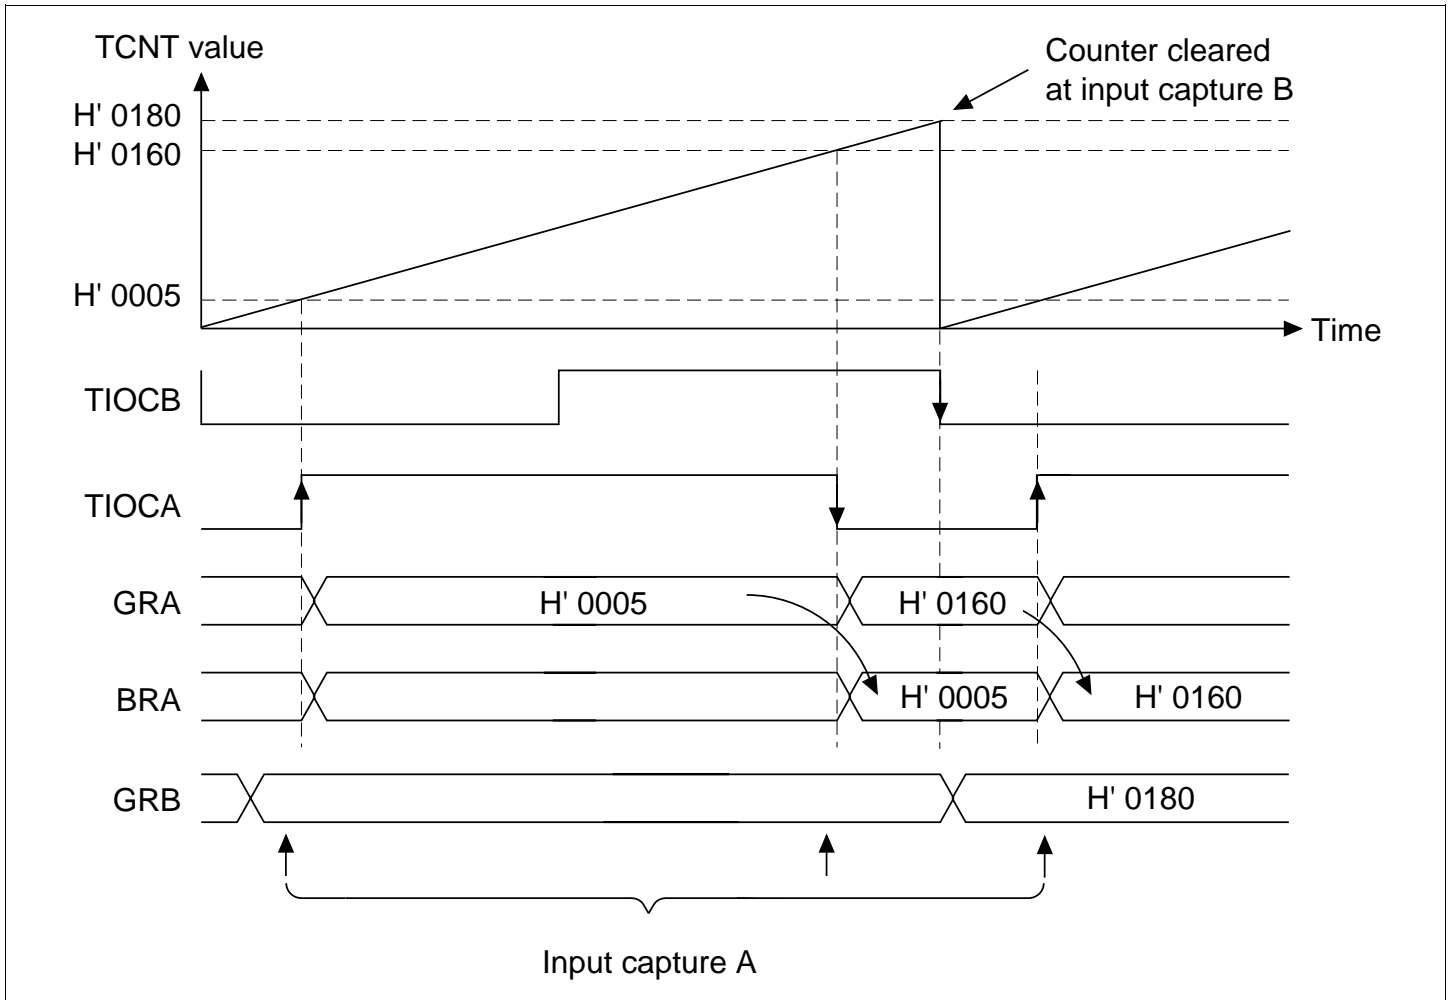 TCNT value
Counter cleared
at input capture B
H' 0180
H' 0160
H' 0005
Time
TIOCB
TIOCA
GRA
H' 0005
H' 0160
BRA
H' 0005
H' 0160
GRB
H' 0180
Input capture A